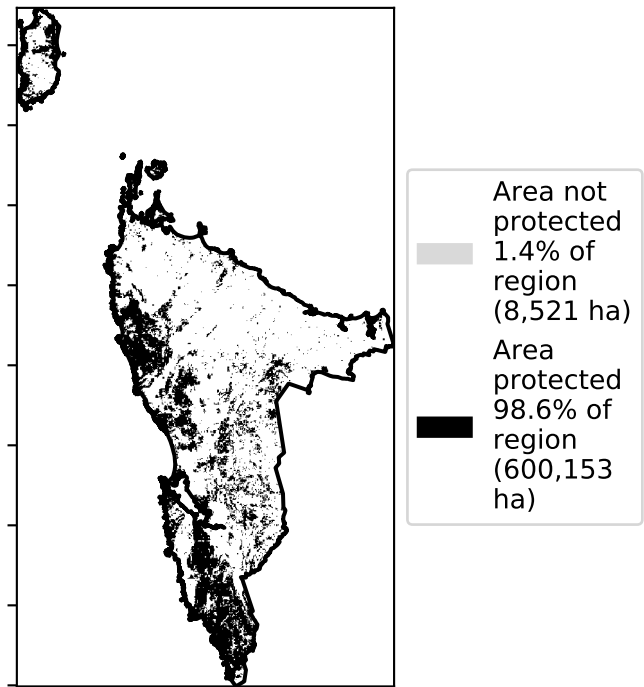 Area not
protected
1.4% of
region
(8,521 ha)
Area
protected
98.6% of
region
(600,153
ha)